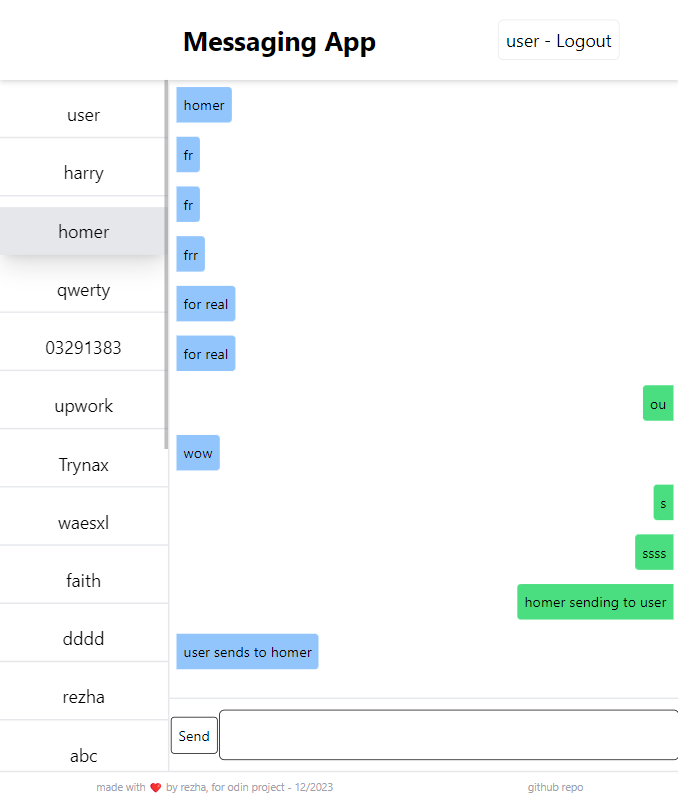 Messaging App
user - Logout
user
harry
homer
qwerty
03291383
upwork
Trynax
waesxl
faith
dddd
rezha
abc
homer
fr
fr
frr
for real
for real
ou
wow
s
ssss
homer sending to user
user sends to homer
Send
made with ❤️ by rezha, for odin project - 12/2023
github repo